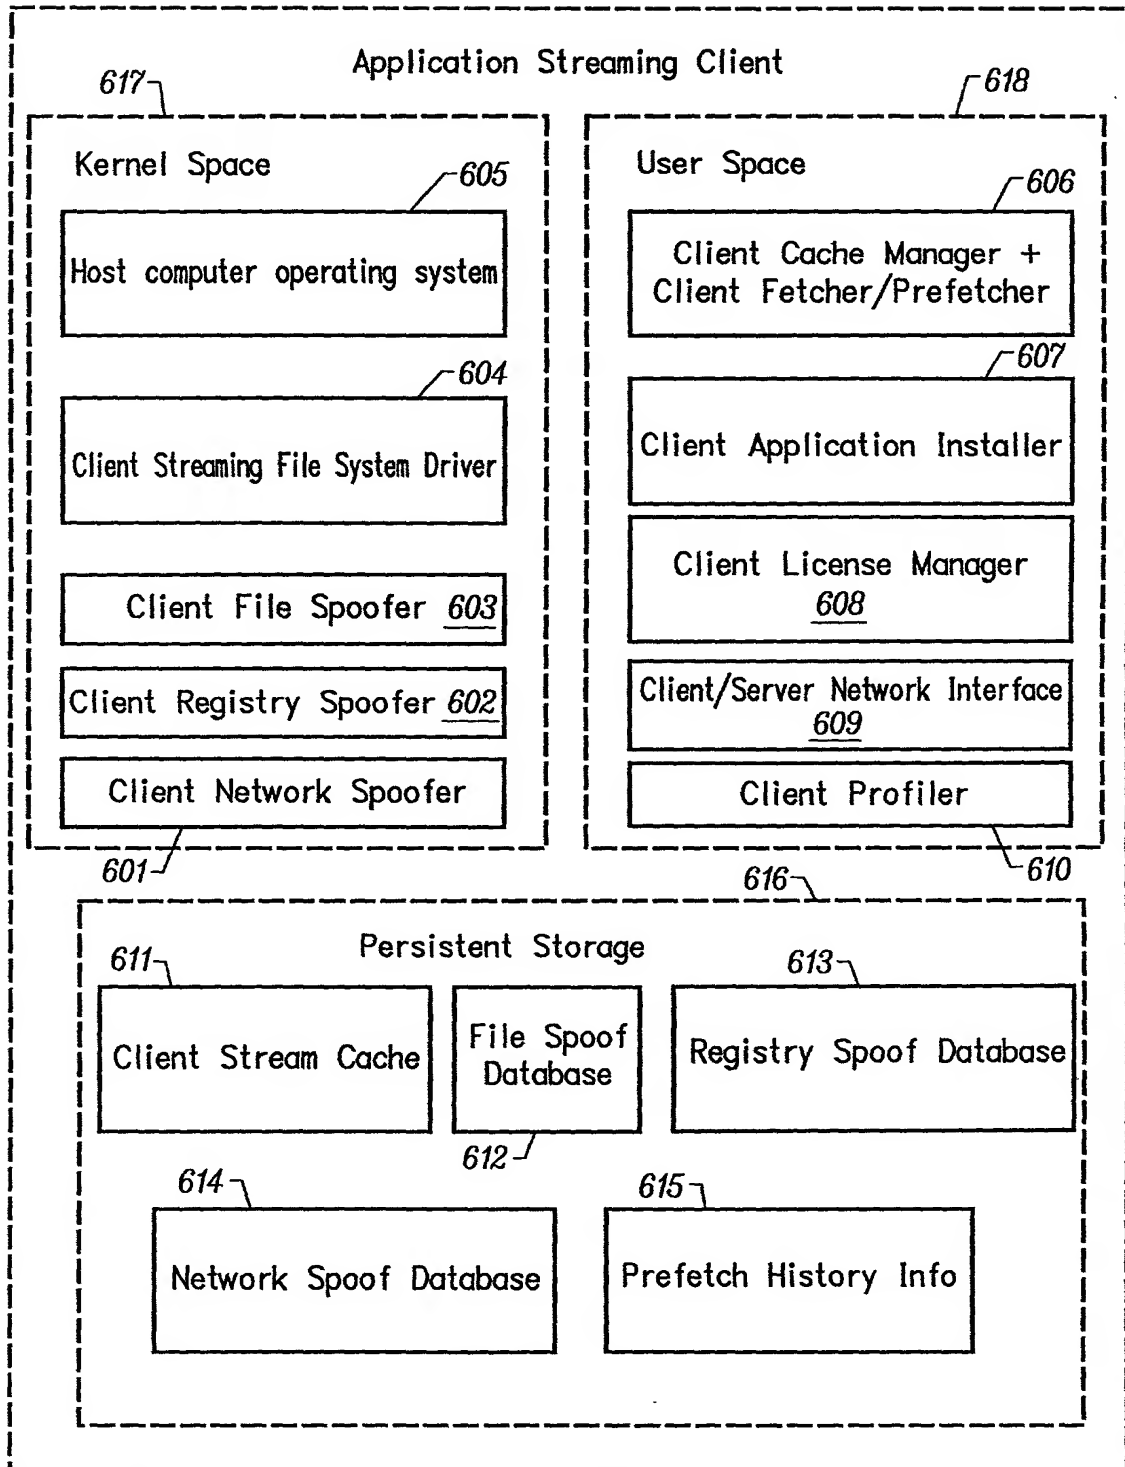 Application Streaming Client
617
618
Kernel Space
605
Host computer operating system
604
Client Streaming File System Driver
Client File Spoofer 603
Client Registry Spoofer 602
Client Network Spoofer
601
User Space
606
Client Cache Manager +
Client Fetcher/Prefetcher
607
Client Application Installer
Client License Manager
608
Client/Server Network Interface
609
Client Profiler
610
616
Persistent Storage
611
Client Stream Cache
File Spoof
Database
612
613
Registry Spoof Database
614
Network Spoof Database
615
Prefetch History Info